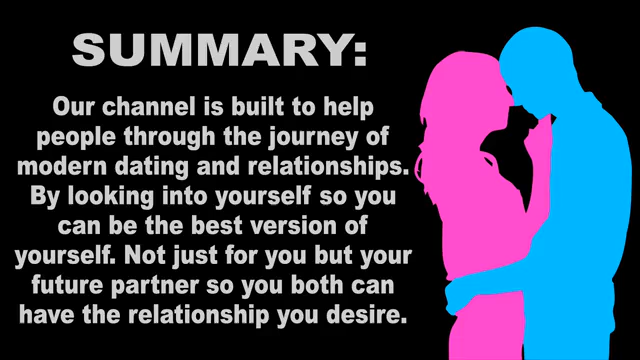 SUMMARY:
Our channel is built to help
people through the journey of
modern dating and relationships.
By looking into yourself so you
can be the best version of
yourself. Not just for you but your
future partner so you both can
have the relationship you desire.